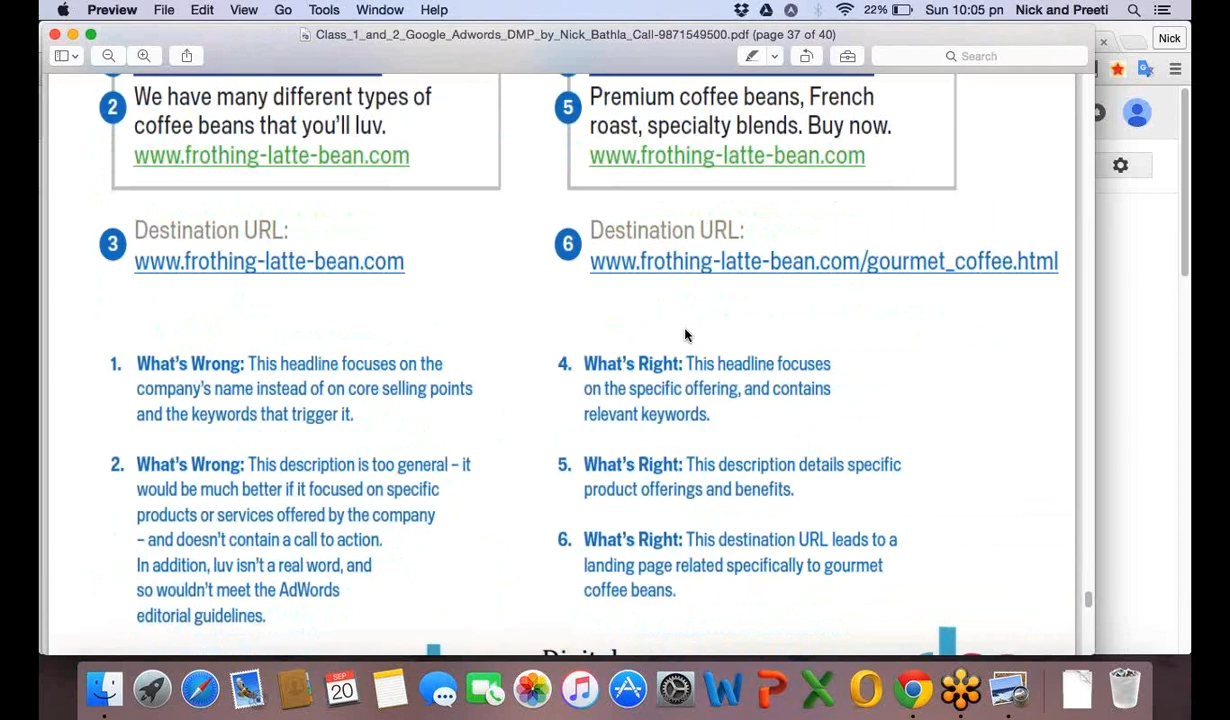 Preview File Edit View Go Tools Window Help 22% Sun 10:05 pm Nick and Preeti
Class_1_and_2_Google_Adwords_DMP_by_Nick_Bathla_Call-9871549500.pdf (page 37 of 40)
Nick
Search
2 We have many different types of
coffee beans that you'll luv.
www.frothing-latte-bean.com
5 Premium coffee beans, French
roast, specialty blends. Buy now.
www.frothing-latte-bean.com
3 Destination URL:
www.frothing-latte-bean.com
6 Destination URL:
www.frothing-latte-bean.com/gourmet_coffee.html
1. What's Wrong: This headline focuses on the
company's name instead of on core selling points
and the keywords that trigger it.
2. What's Wrong: This description is too general – it
would be much better if it focused on specific
products or services offered by the company
– and doesn't contain a call to action.
In addition, luv isn't a real word, and
so wouldn't meet the AdWords
editorial guidelines.
4. What's Right: This headline focuses
on the specific offering, and contains
relevant keywords.
5. What's Right: This description details specific
product offerings and benefits.
6. What's Right: This destination URL leads to a
landing page related specifically to gourmet
coffee beans.
Digital
SEP
20